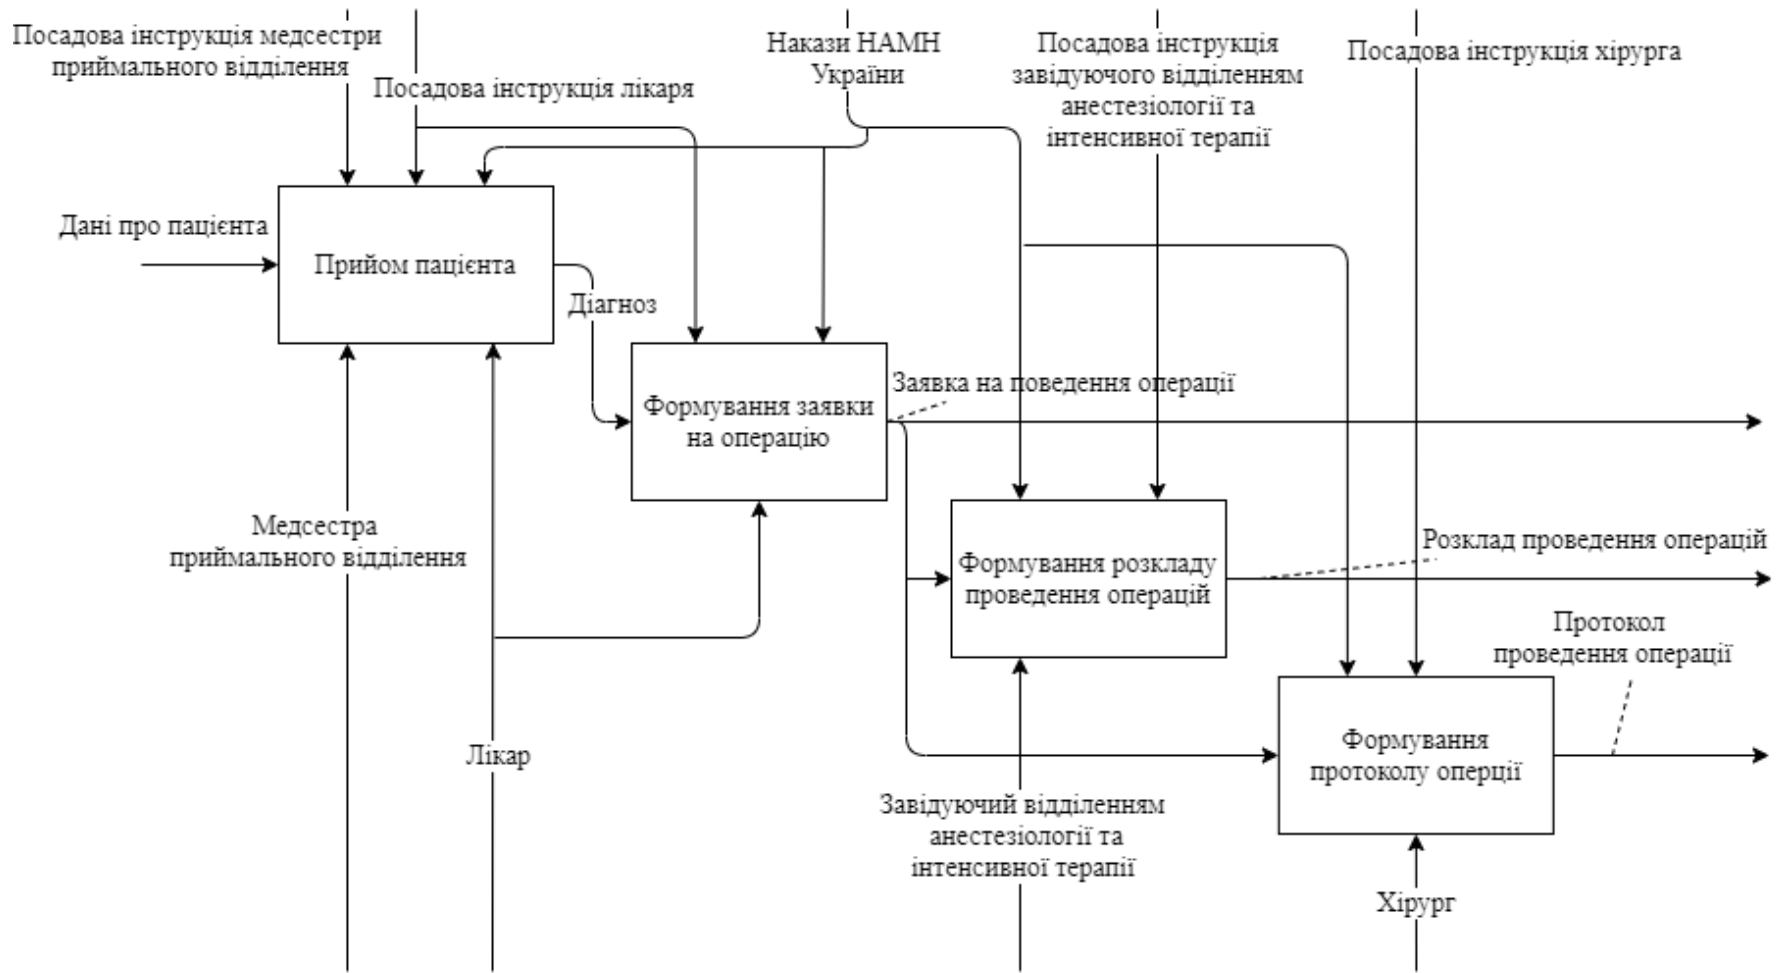 Посадова інструкція медсестри
приймального відділення
Посадова інструкція лікаря
Накази НАМН
України
Посадова інструкція
завідуючого відділенням
анестезіології та
інтенсивної терапії
Посадова інструкція хірурга
Дані про пацієнта
Прийом пацієнта
Діагноз
Формування заявки
на операцію
Заявка на поведення операції
Медсестра
приймального відділення
Формування розкладу
проведення операцій
Розклад проведення операцій
Протокол
проведення операції
Лікар
Формування
протоколу оперції
Завідуючий відділенням
анестезіології та
інтенсивної терапії
Хірург